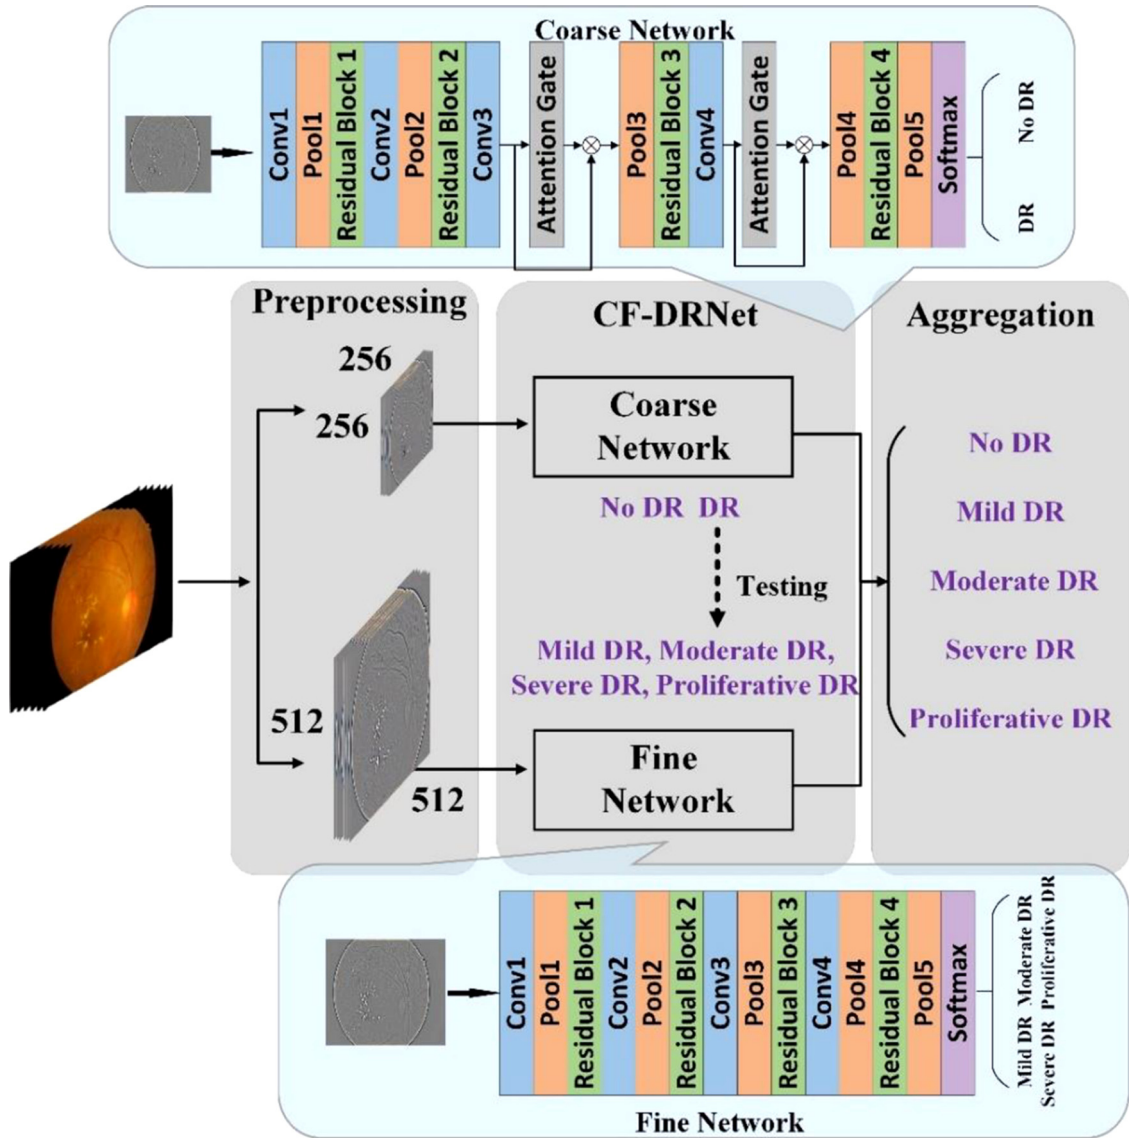 Coarse Network
Conv1
Pool1
Residual Block 1
Conv2
Pool2
Residual Block 2
Conv3
Attention Gate
Pool3
Residual Block 3
Conv4
Attention Gate
Pool4
Residual Block 4
Pool5
Softmax
No DR
DR
Preprocessing
CF-DRNet
Aggregation
256
256
Coarse
Network
No DR DR
Testing
Mild DR, Moderate DR,
Severe DR, Proliferative DR
512
512
Fine
Network
No DR
Mild DR
Moderate DR
Severe DR
Proliferative DR
Conv1
Pool1
Residual Block 1
Conv2
Pool2
Residual Block 2
Conv3
Pool3
Residual Block 3
Conv4
Pool4
Residual Block 4
Pool5
Softmax
Mild DR Moderate DR
Severe DR Proliferative DR
Fine Network